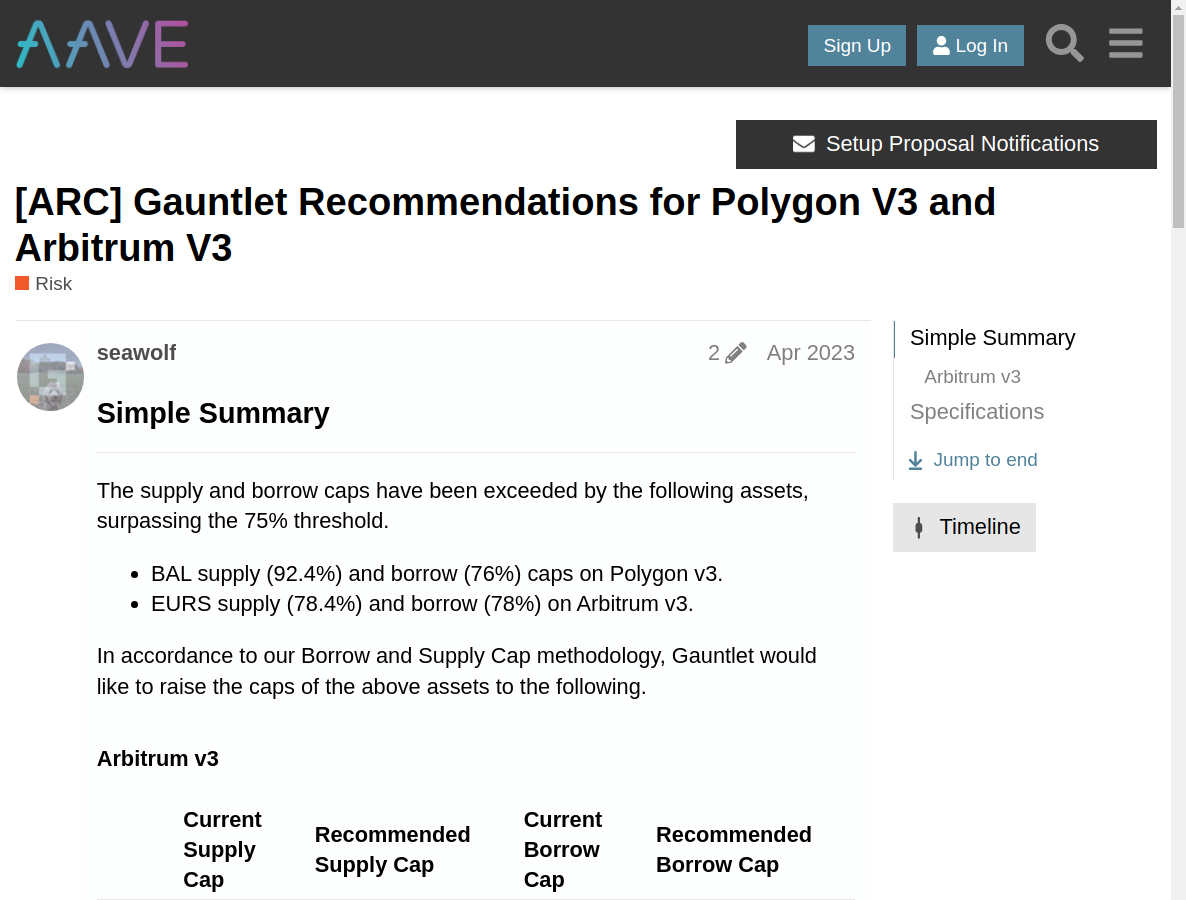 AAVE
Sign Up
Log In
Setup Proposal Notifications
[ARC] Gauntlet Recommendations for Polygon V3 and
Arbitrum V3
Risk
seawolf
2
Apr 2023
Simple Summary
The supply and borrow caps have been exceeded by the following assets,
surpassing the 75% threshold.
BAL supply (92.4%) and borrow (76%) caps on Polygon v3.
EURS supply (78.4%) and borrow (78%) on Arbitrum v3.
In accordance to our Borrow and Supply Cap methodology, Gauntlet would
like to raise the caps of the above assets to the following.
Arbitrum v3
Current
Supply
Cap
Recommended
Supply Cap
Current
Borrow
Cap
Recommended
Borrow Cap
Simple Summary
Arbitrum v3
Specifications
Jump to end
Timeline